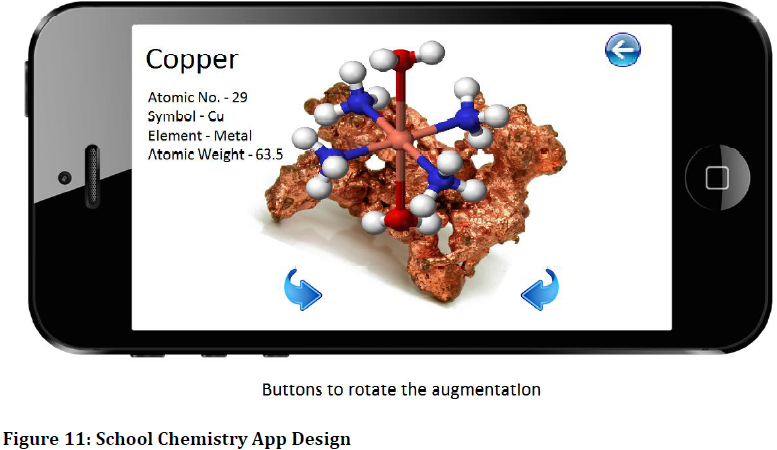 Copper
Atomic No. - 29
Symbol - Cu
Element - Metal
Atomic Weight - 63.5
Buttons to rotate the augmentation
Figure 11: School Chemistry App Design